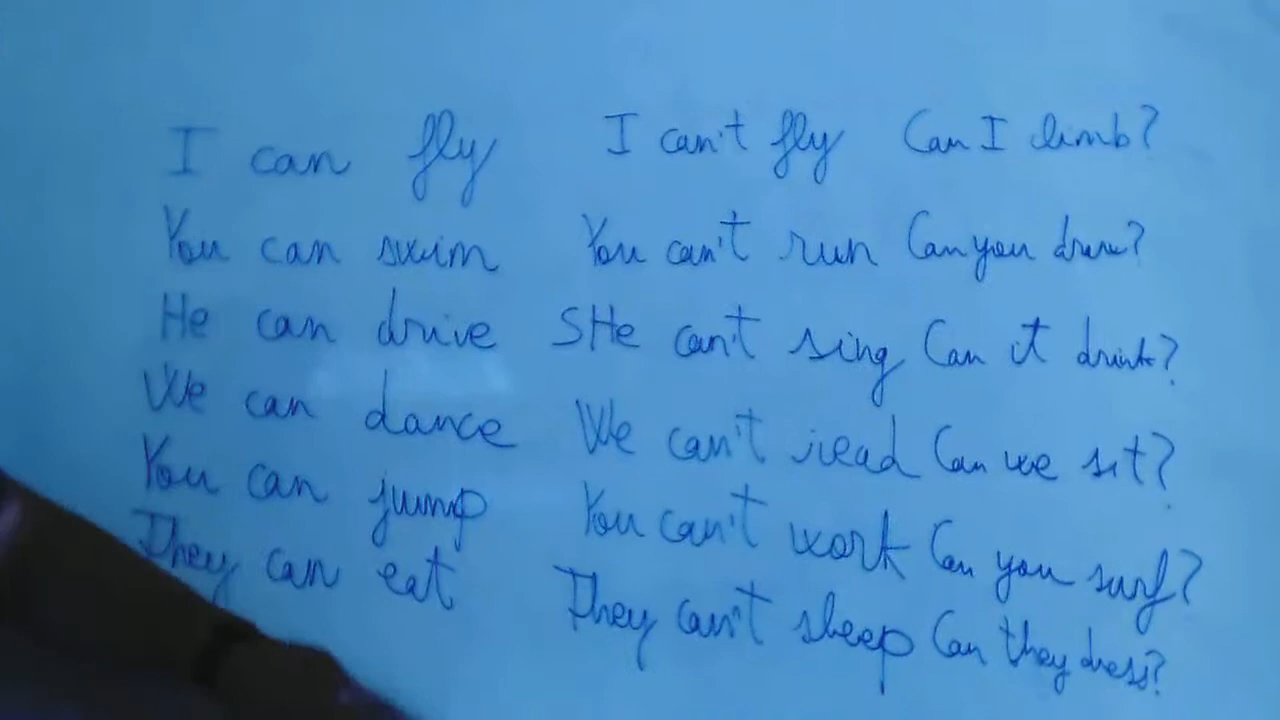 I can fly I can't fly Can I climb?
You can swim You can't run Can you drive?
He can drive SHe can't sing Can it drink?
We can dance We can't read Can we sit?
You can jump You can't work Can you surf?
They can eat They can't sleep Can they dress?